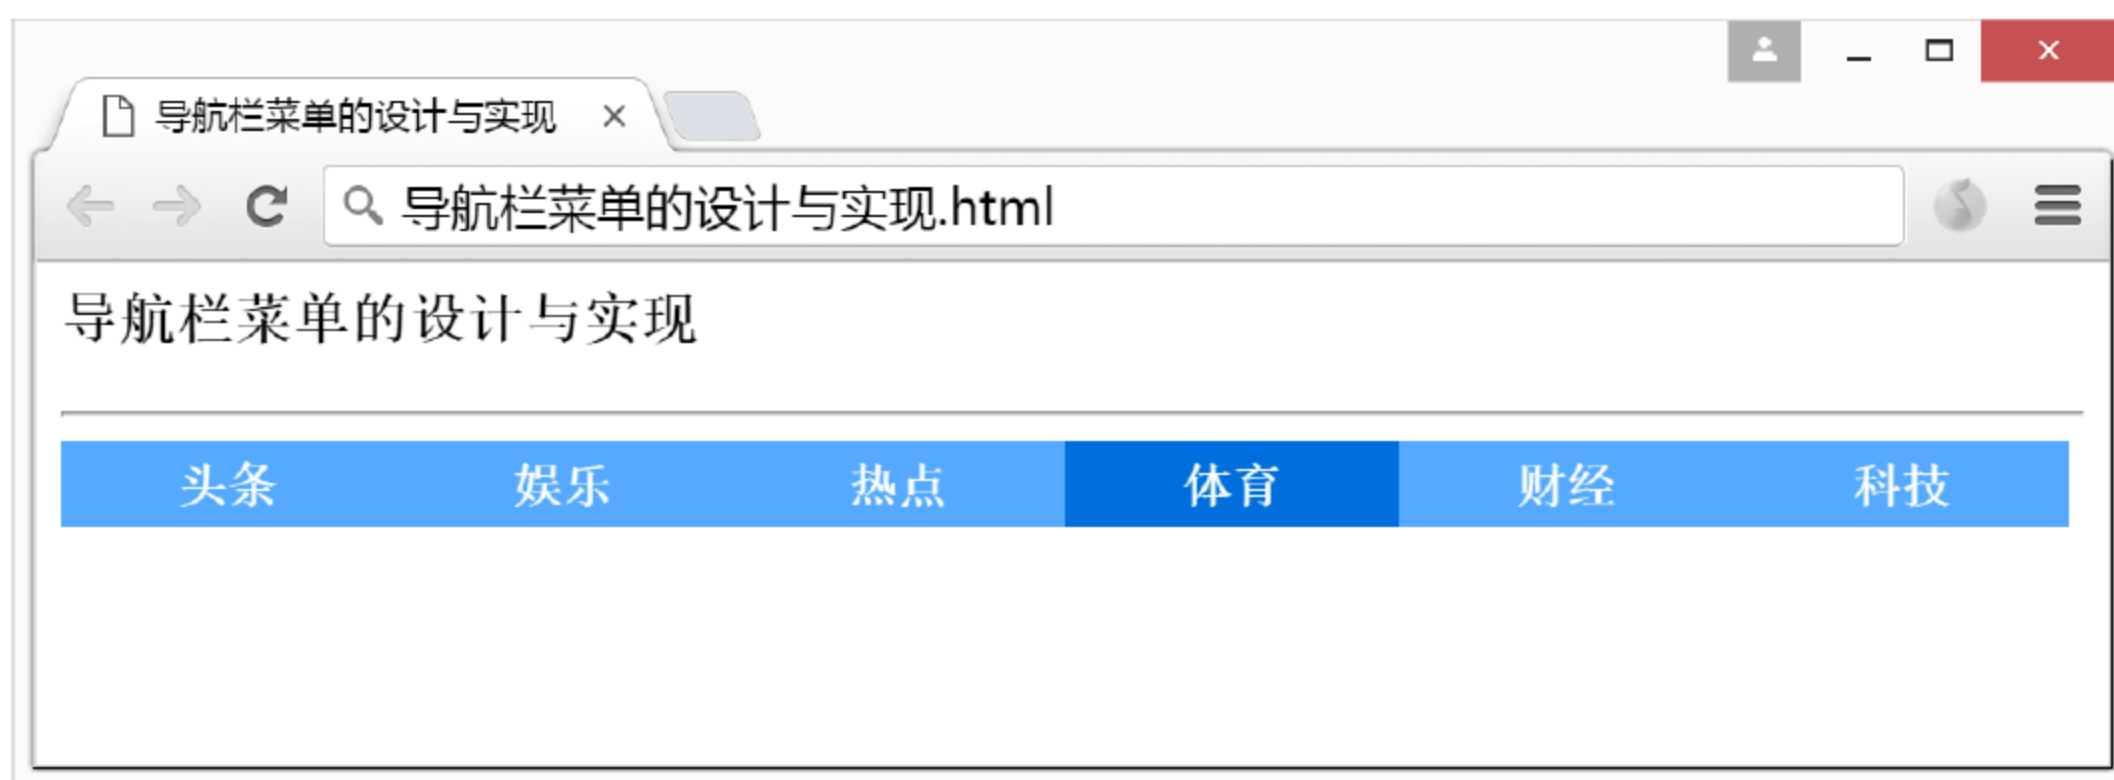 导航栏菜单的设计与实现
导航栏菜单的设计与实现.html
导航栏菜单的设计与实现
头条 娱乐 热点 体育 财经 科技